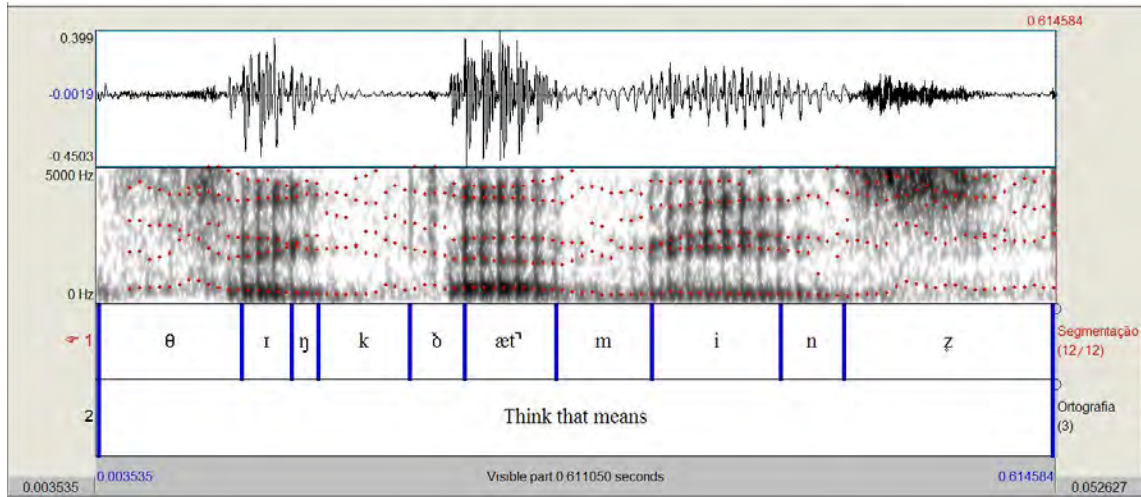 0.614584
0.399
-0.0019
-0.4503
5000 Hz
0 Hz
1 θ ɪ ŋ k ð æt̚ m i n z̥ Segmentação
(12/12)
2 Think that means Ortografia
(3)
0.003535 Visible part 0.611050 seconds 0.614584
0.003535 0.052627